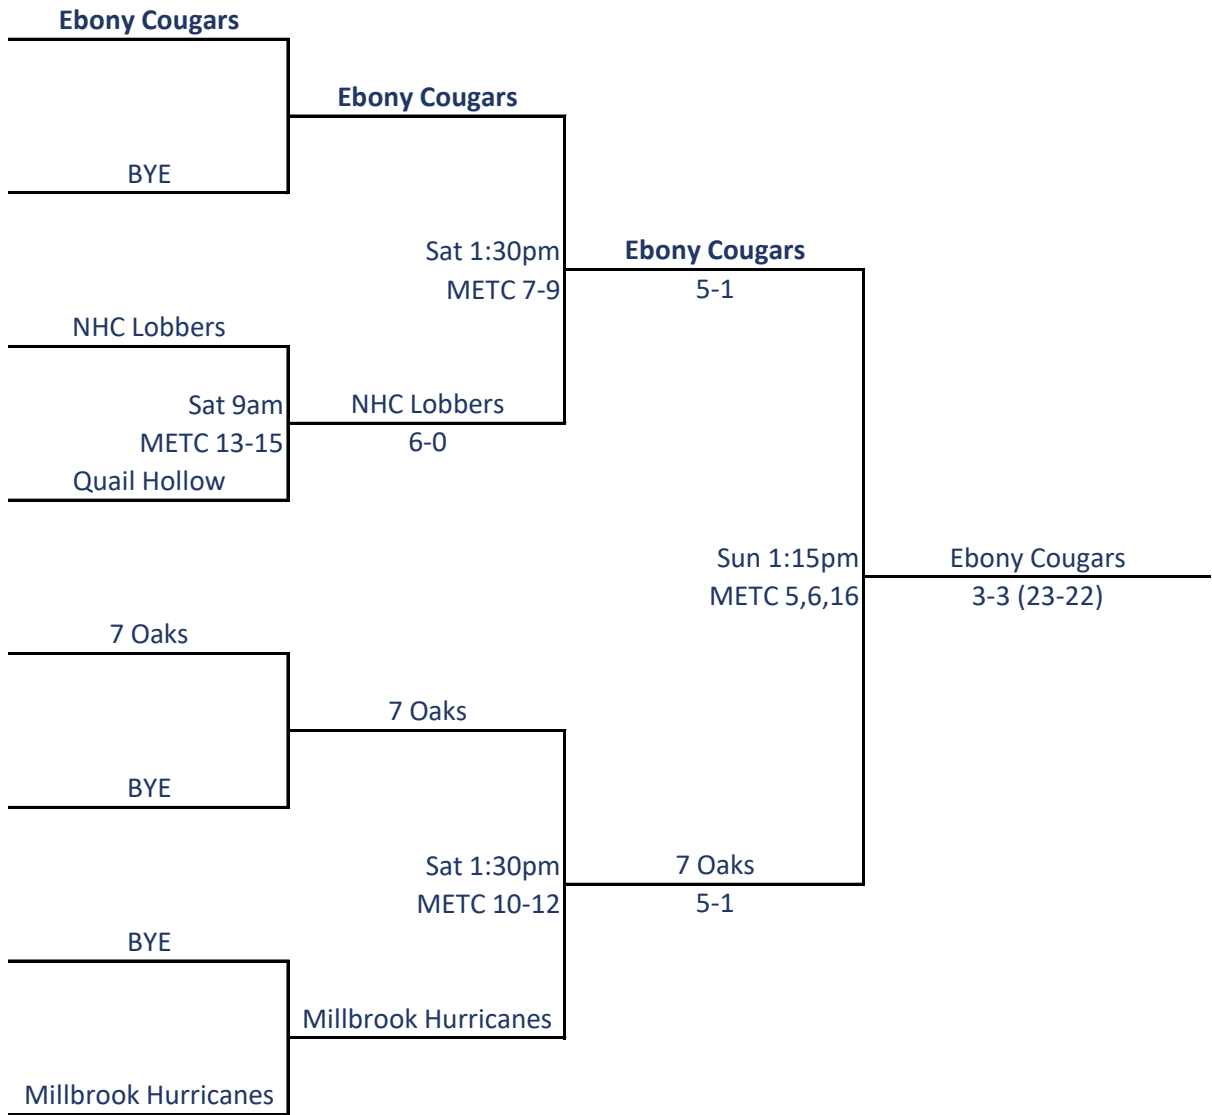 Ebony Cougars
Ebony Cougars
BYE
Sat 1:30pm
Ebony Cougars
METC 7-9
5-1
NHC Lobbers
Sat 9am
NHC Lobbers
METC 13-15
6-0
Quail Hollow
Sun 1:15pm
Ebony Cougars
METC 5,6,16
3-3 (23-22)
7 Oaks
7 Oaks
BYE
Sat 1:30pm
7 Oaks
METC 10-12
5-1
BYE
Millbrook Hurricanes
Millbrook Hurricanes